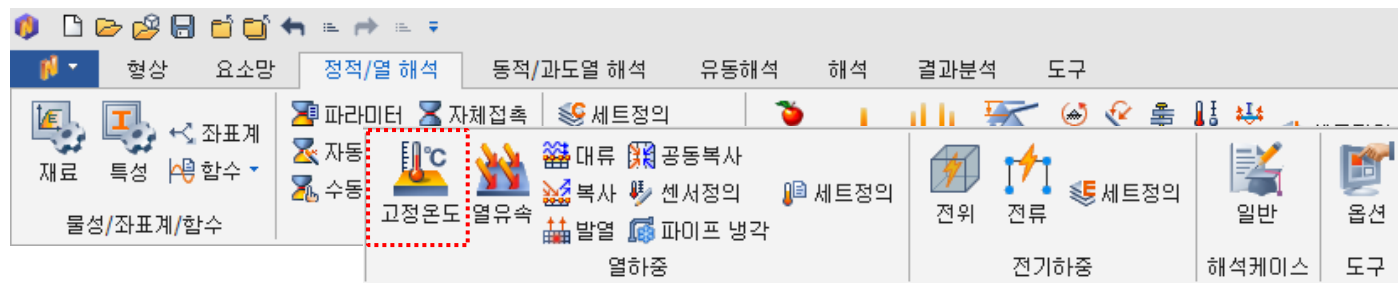 형상 요소망 정적/열 해석 동적/과도열 해석 유동해석 해석 결과분석 도구
파라미터 자체접촉 세트정의
좌표계
재료 특성 함수
자동
수동
물성/좌표계/함수
고정온도 열유속
대류 공동복사
복사 센서정의 세트정의
발열 파이프 냉각
열하중
전위 전류 세트정의
전기하중
일반
해석케이스
옵션
도구